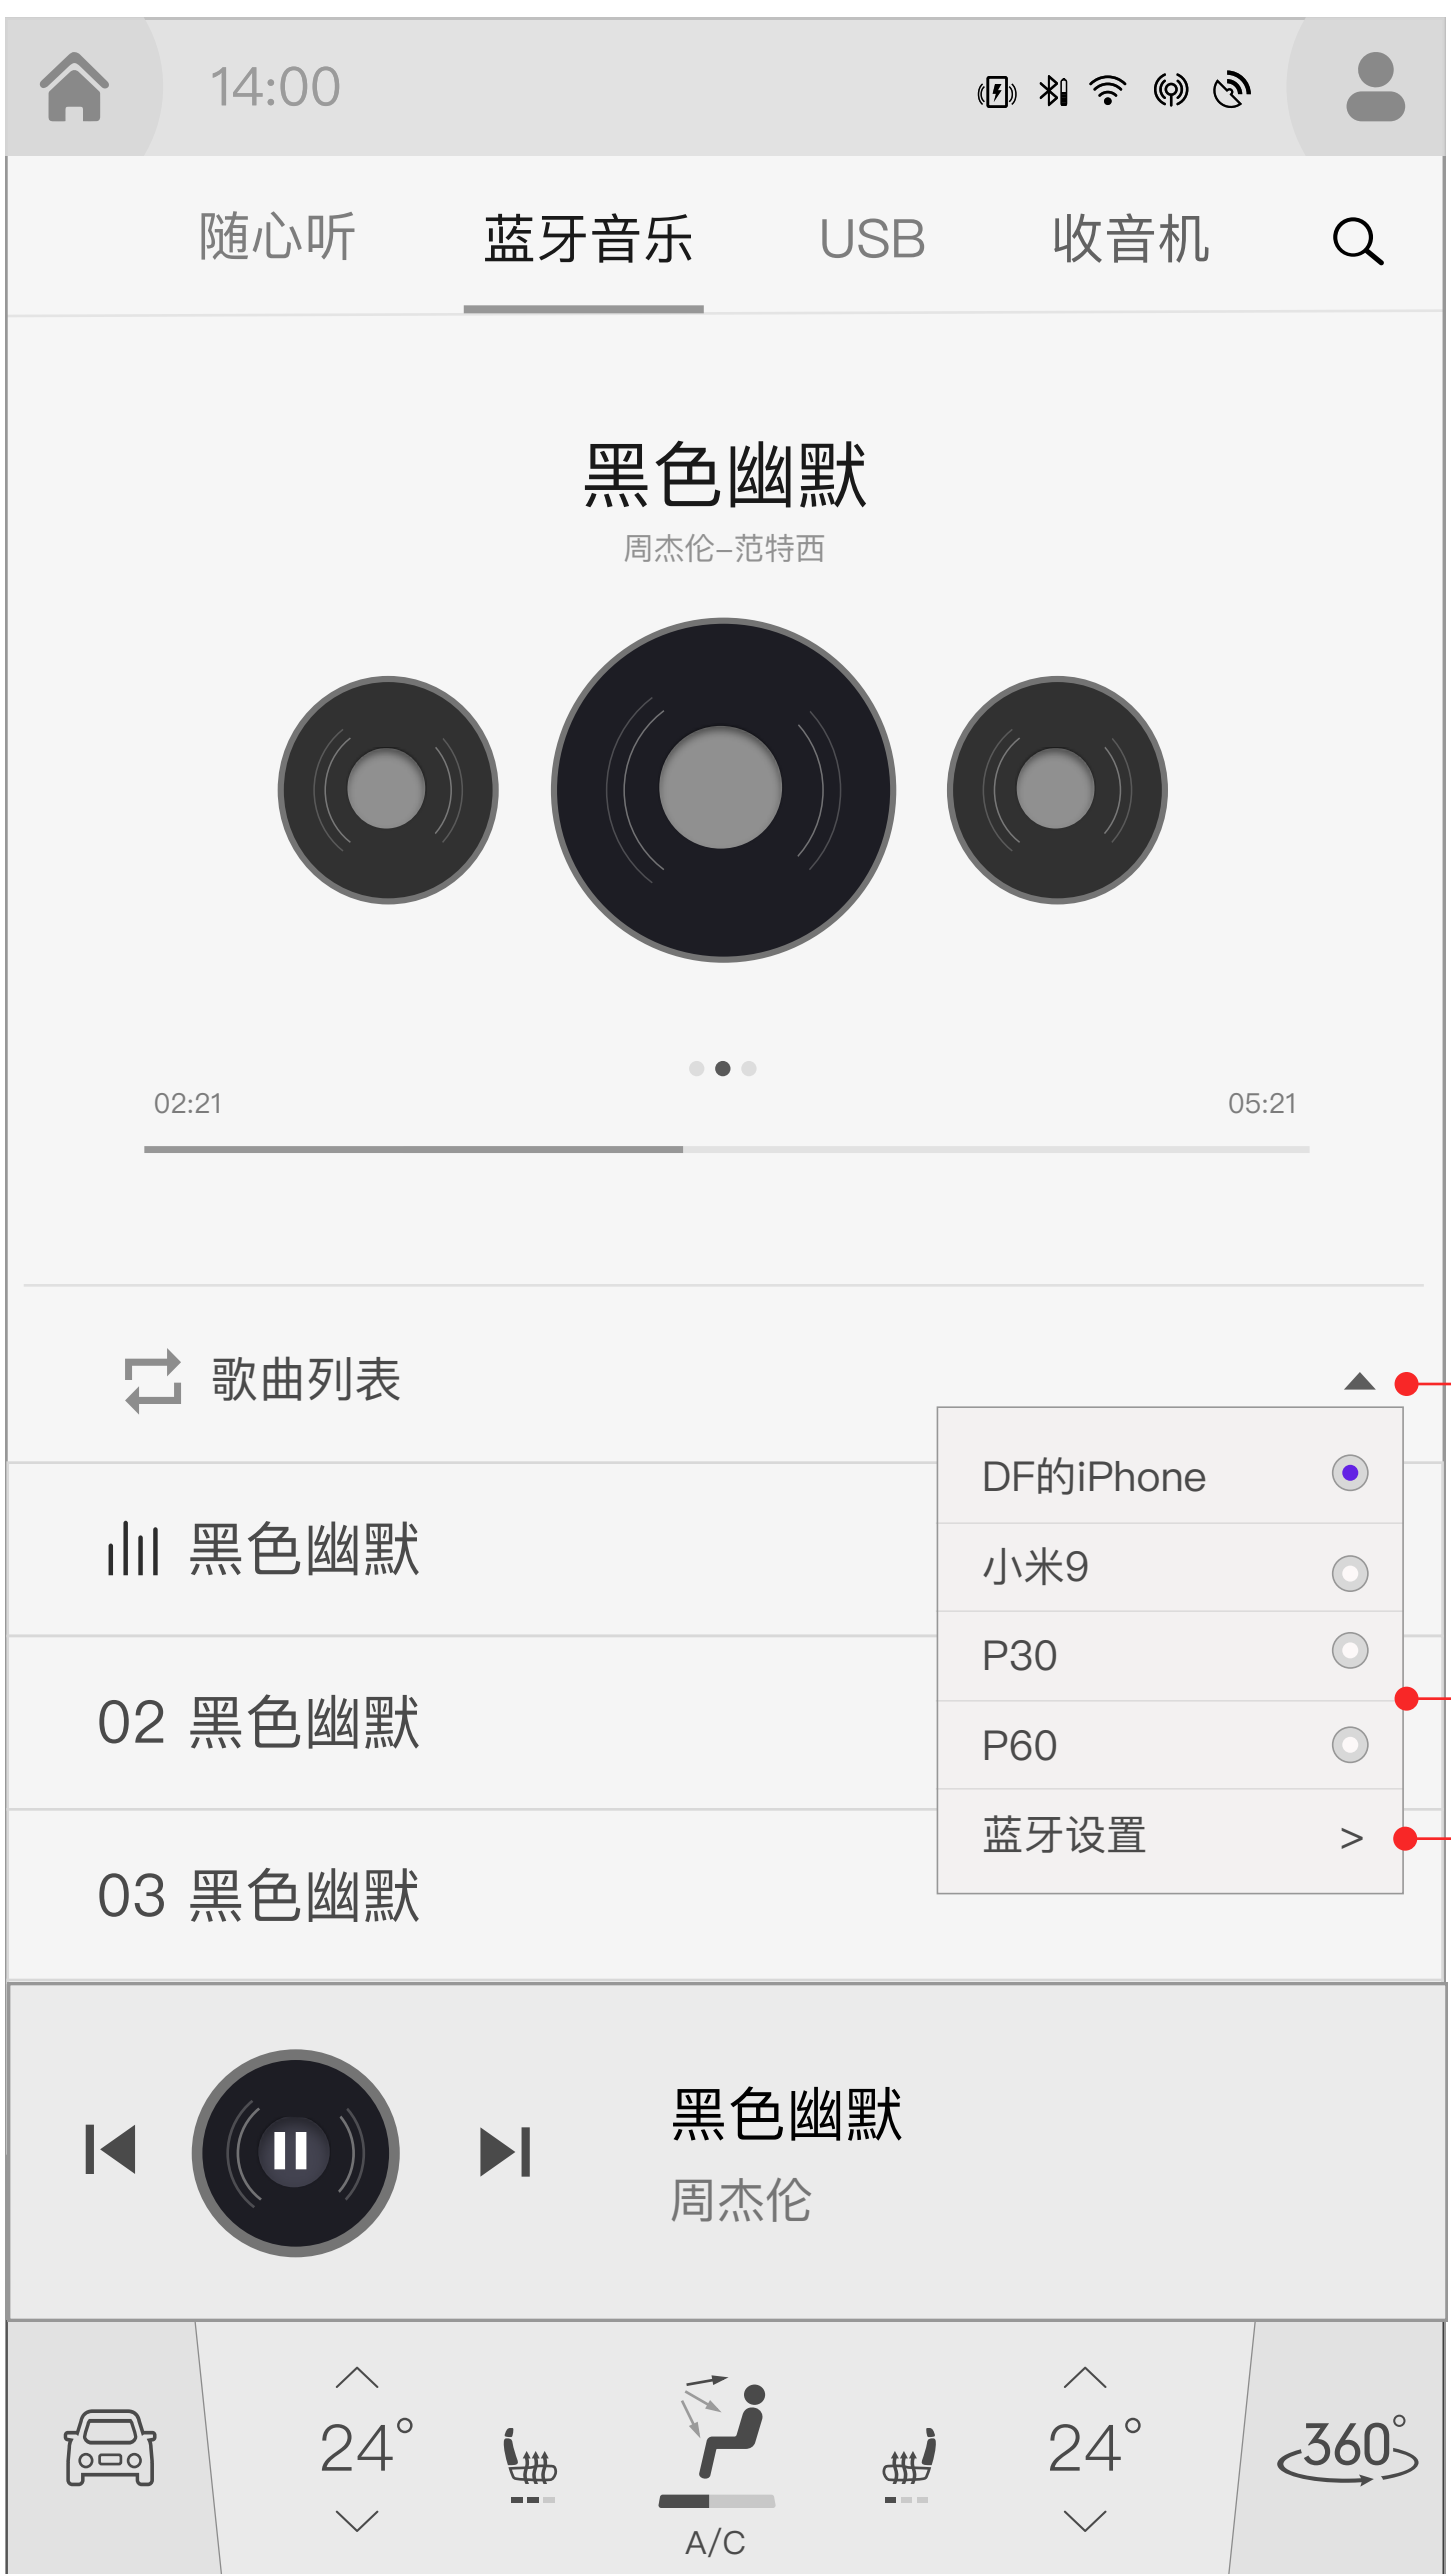 14:00
随心听 蓝牙音乐 USB 收音机
黑色幽默
周杰伦–范特西
02:21 05:21
歌曲列表
DF的iPhone
小米9
P30
P60
蓝牙设置 >
黑色幽默
02 黑色幽默
03 黑色幽默
黑色幽默
周杰伦
24° 24° 360°
A/C